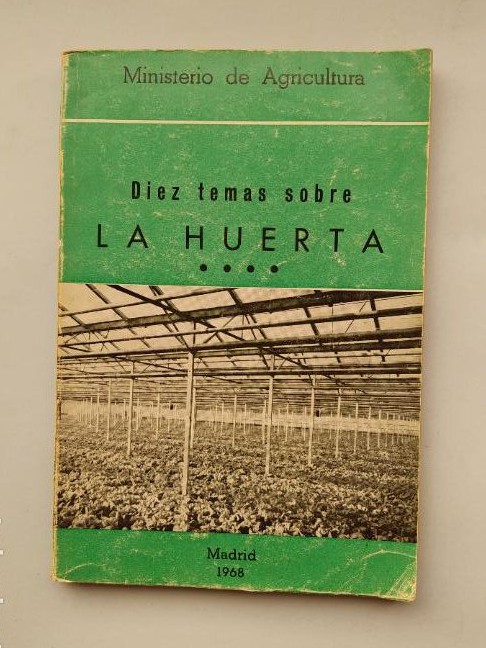 Ministerio de Agricultura
Diez temas sobre
LA HUERTA
••••
Madrid
1968